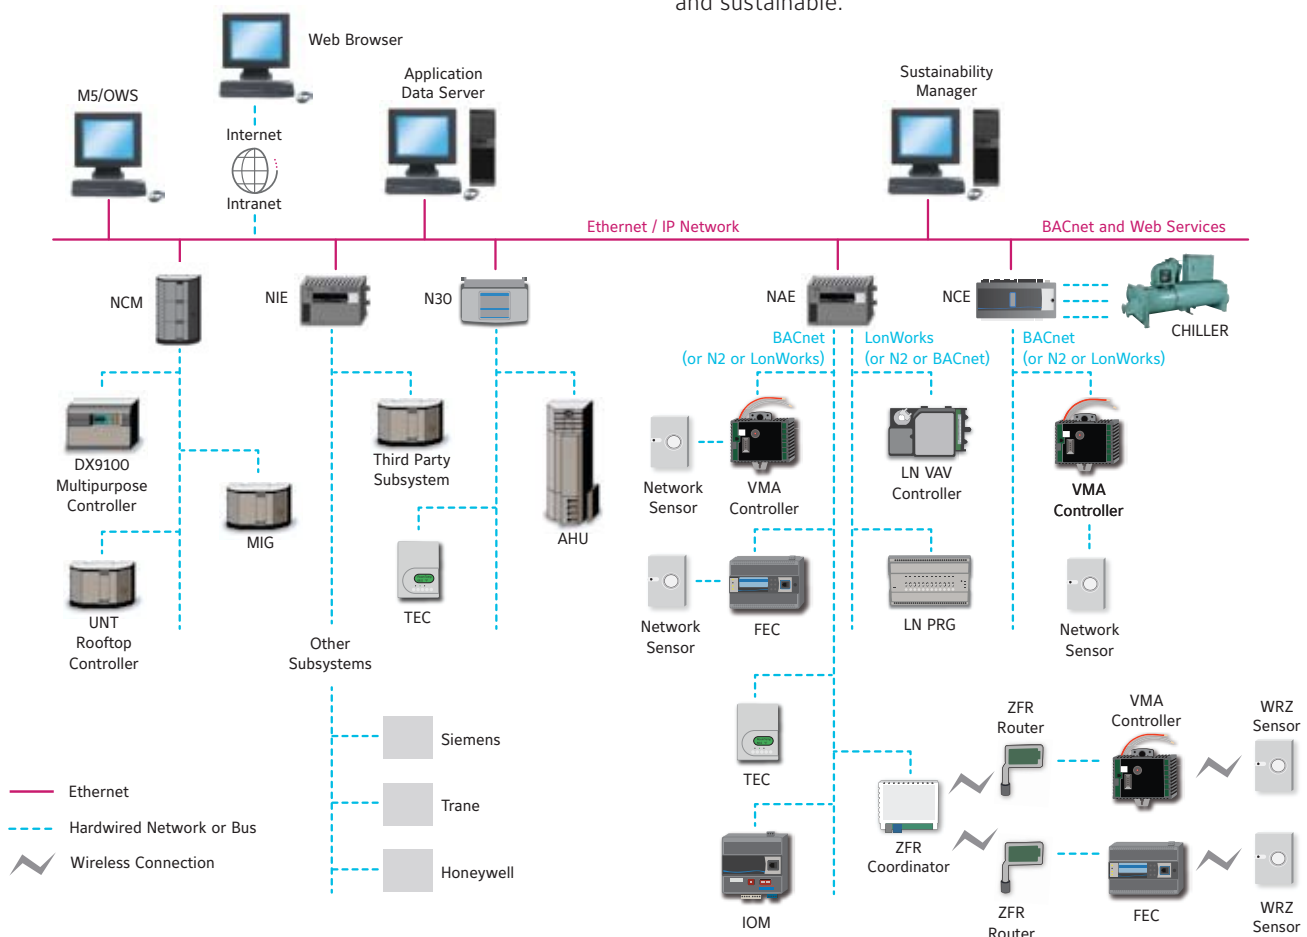 and sustainable.
Web Browser
Application
Data Server
Sustainability
Manager
M5/OWS
Internet
Intranet
Ethernet / IP Network
BACnet and Web Services
NCM
NIE
N30
NAE
NCE
CHILLER
BACnet
(or N2 or LonWorks)
LonWorks
(or N2 or BACnet)
BACnet
(or N2 or LonWorks)
DX9100
Multipurpose
Controller
Third Party
Subsystem
MIG
AHU
Network
Sensor
VMA
Controller
LN VAV
Controller
VMA
Controller
UNT
Rooftop
Controller
TEC
Other
Subsystems
Network
Sensor
FEC
LN PRG
Network
Sensor
Siemens
Trane
Honeywell
TEC
IOM
ZFR
Coordinator
ZFR
Router
VMA
Controller
WRZ
Sensor
ZFR
Router
FEC
WRZ
Sensor
Ethernet
Hardwired Network or Bus
Wireless Connection